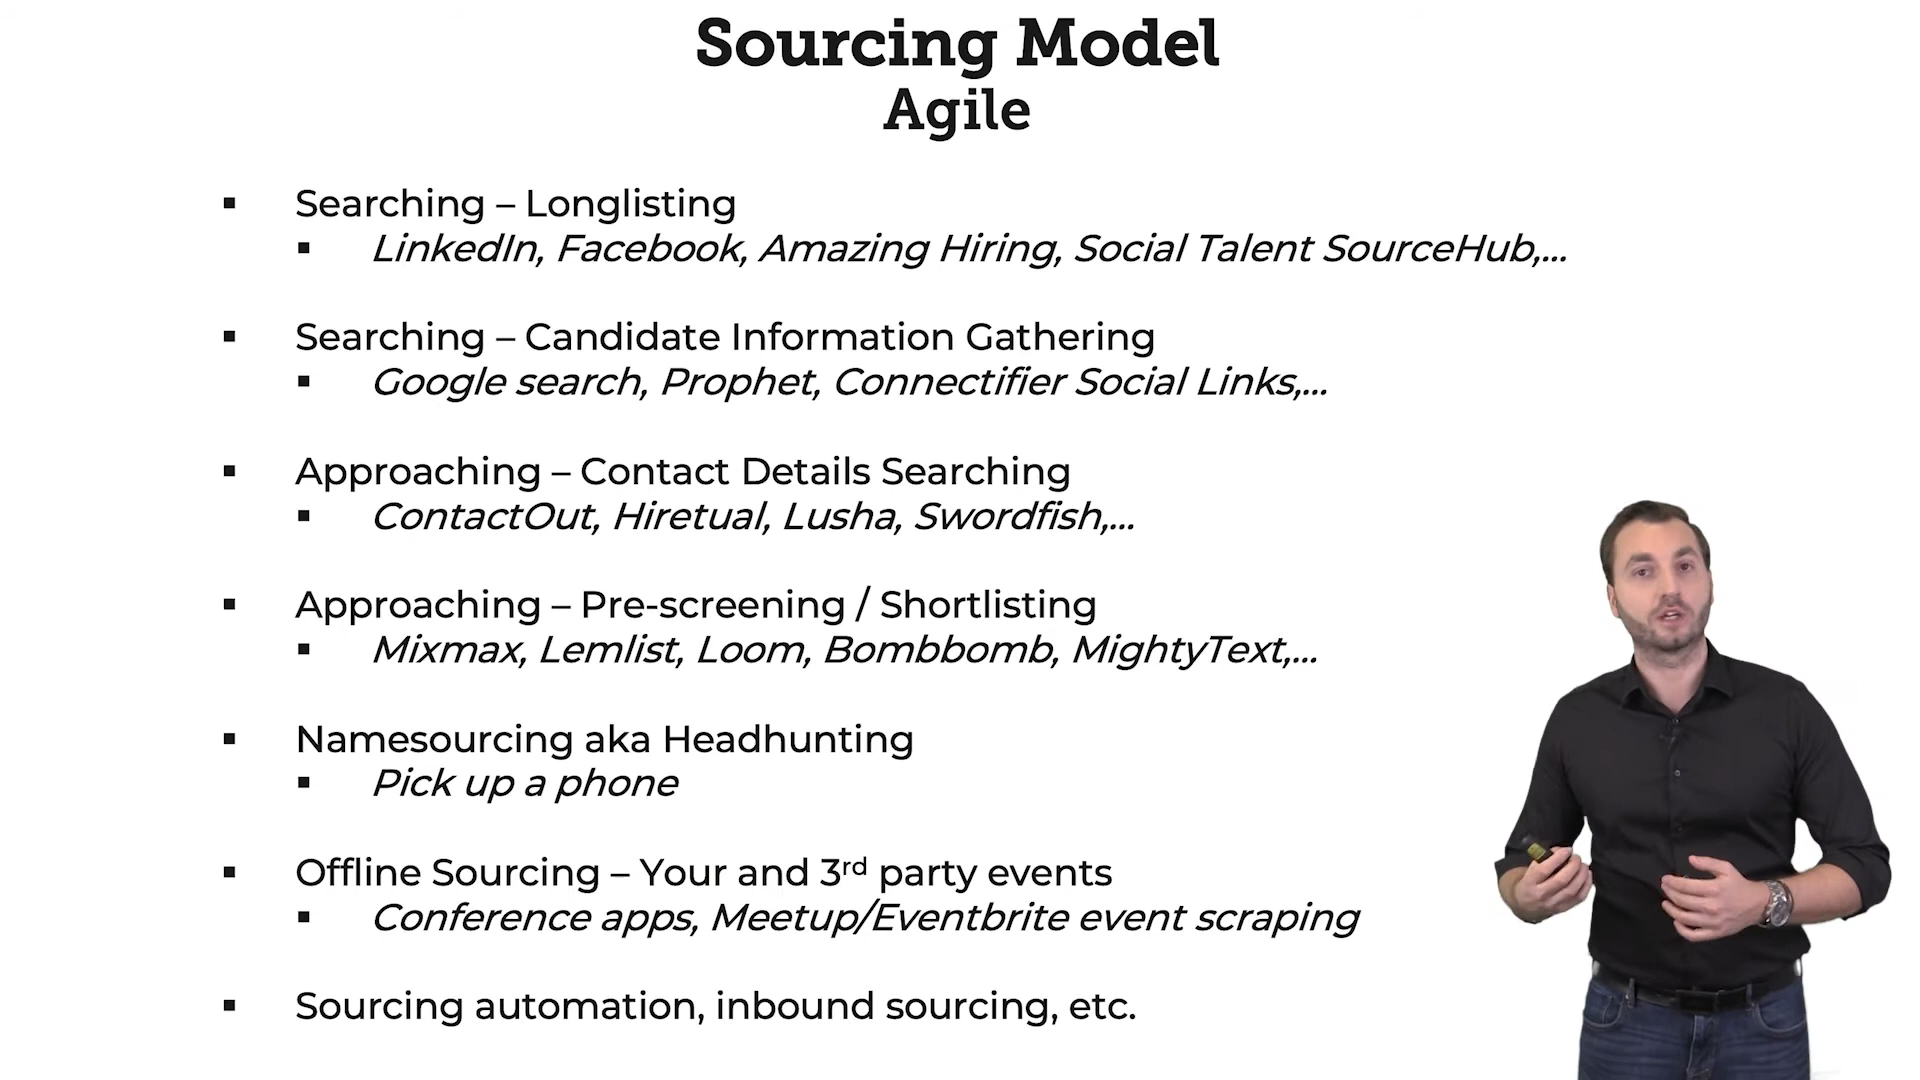 Sourcing Model
Agile
▪ Searching – Longlisting
▪ LinkedIn, Facebook, Amazing Hiring, Social Talent SourceHub,...
▪ Searching – Candidate Information Gathering
▪ Google search, Prophet, Connectifier Social Links,...
▪ Approaching – Contact Details Searching
▪ ContactOut, Hiretual, Lusha, Swordfish,...
▪ Approaching – Pre-screening / Shortlisting
▪ Mixmax, Lemlist, Loom, Bombbomb, MightyText,...
▪ Namesourcing aka Headhunting
▪ Pick up a phone
▪ Offline Sourcing – Your and 3rd party events
▪ Conference apps, Meetup/Eventbrite event scraping
▪ Sourcing automation, inbound sourcing, etc.